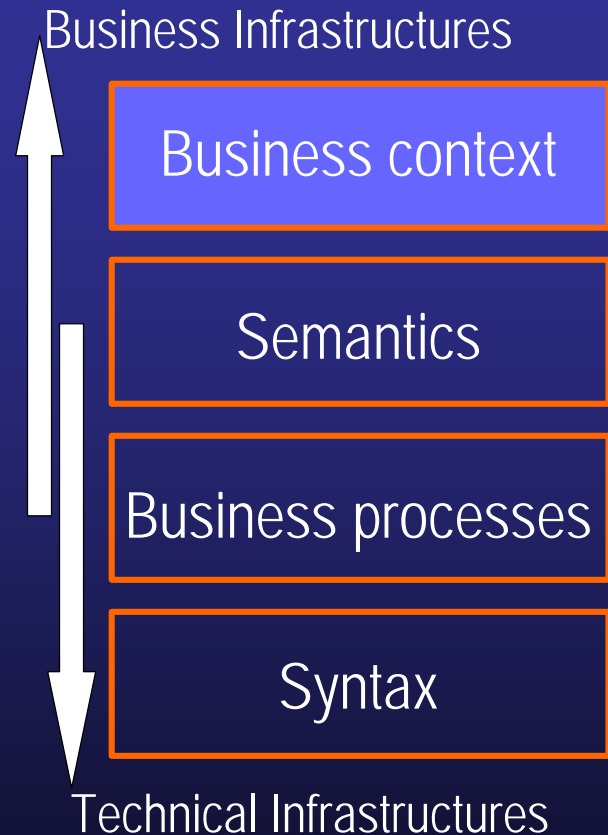 Business Infrastructures
Business context
Semantics
Business processes
Syntax
Technical Infrastructures